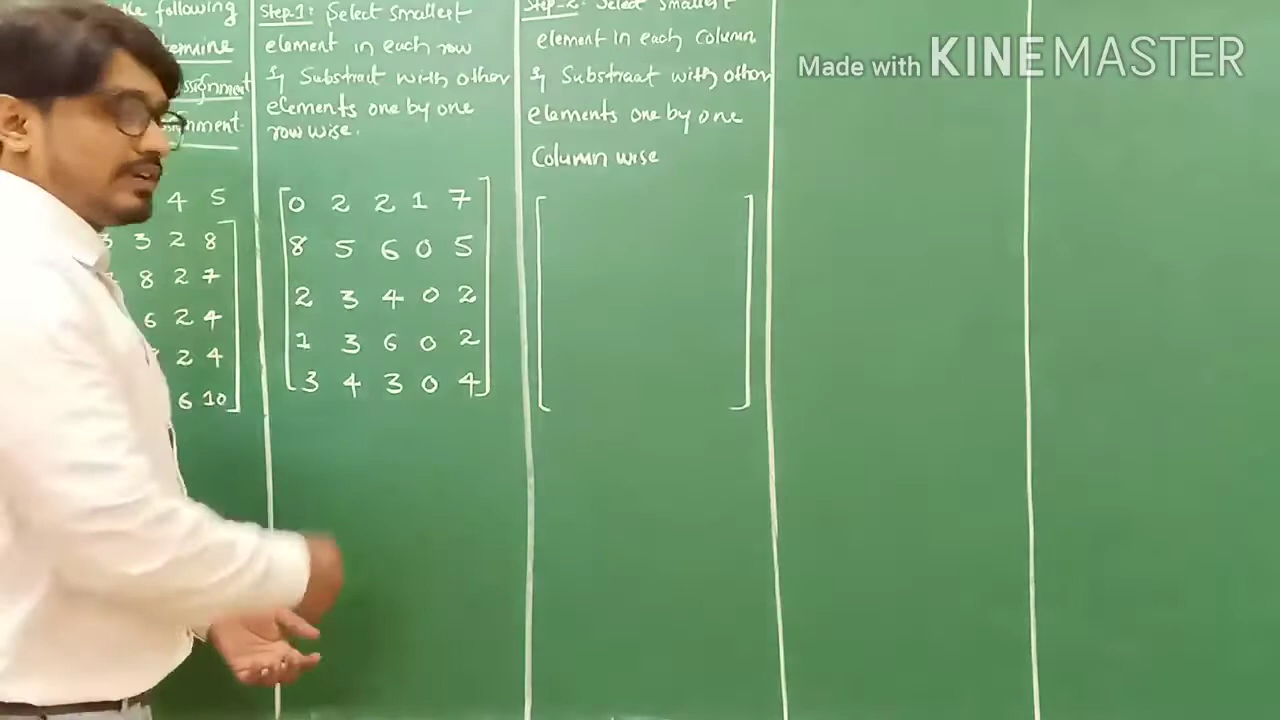 the following
ssignment
nment.
4 5
3 3 2 8
8 2 7
6 2 4
2 4
6 10
Step-1: Select smallest
element in each row
& Substract with other
elements one by one
row wise.
0 2 2 1 7
8 5 6 0 5
2 3 4 0 2
1 3 6 0 2
3 4 3 0 4
Step-2: Select smallest
element in each Column
& Substract with other
elements one by one
Column wise
Made with KINEMASTER